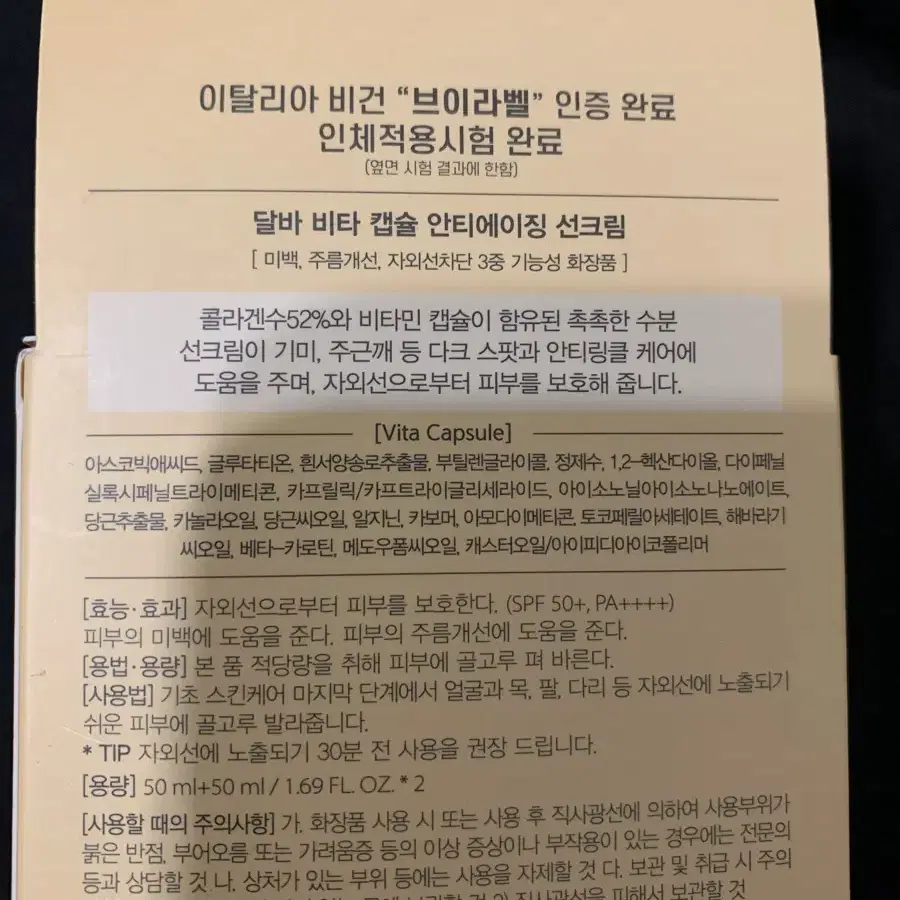 이탈리아 비건 “브이라벨” 인증 완료
인체적용시험 완료
(옆면 시험 결과에 한함)
달바 비타 캡슐 안티에이징 선크림
[ 미백, 주름개선, 자외선차단 3중 기능성 화장품 ]
콜라겐수52%와 비타민 캡슐이 함유된 촉촉한 수분
선크림이 기미, 주근깨 등 다크 스팟과 안티링클 케어에
도움을 주며, 자외선으로부터 피부를 보호해 줍니다.
[Vita Capsule]
아스코빅애씨드, 글루타티온, 흰서양송로추출물, 부틸렌글라이콜, 정제수, 1,2-헥산다이올, 다이페닐
실록시페닐트라이메티콘, 카프릴릭/카프트라이글리세라이드, 아이소노닐아이소노나노에이트,
당근추출물, 카놀라오일, 당근씨오일, 알지닌, 카보머, 아모다이메티콘, 토코페릴아세테이트, 해바라기
씨오일, 베타-카로틴, 메도우폼씨오일, 캐스터오일/아이피디아이코폴리머
[효능·효과] 자외선으로부터 피부를 보호한다. (SPF 50+, PA++++)
피부의 미백에 도움을 준다. 피부의 주름개선에 도움을 준다.
[용법·용량] 본 품 적당량을 취해 피부에 골고루 펴 바른다.
[사용법] 기초 스킨케어 마지막 단계에서 얼굴과 목, 팔, 다리 등 자외선에 노출되기
쉬운 피부에 골고루 발라줍니다.
* TIP 자외선에 노출되기 30분 전 사용을 권장 드립니다.
[용량] 50 ml+50 ml / 1.69 FL. OZ. * 2
[사용할 때의 주의사항] 가. 화장품 사용 시 또는 사용 후 직사광선에 의하여 사용부위가
붉은 반점, 부어오름 또는 가려움증 등의 이상 증상이나 부작용이 있는 경우에는 전문의
등과 상담할 것 나. 상처가 있는 부위 등에는 사용을 자제할 것 다. 보관 및 취급 시 주의
직사광선을 피해서 보관할 것